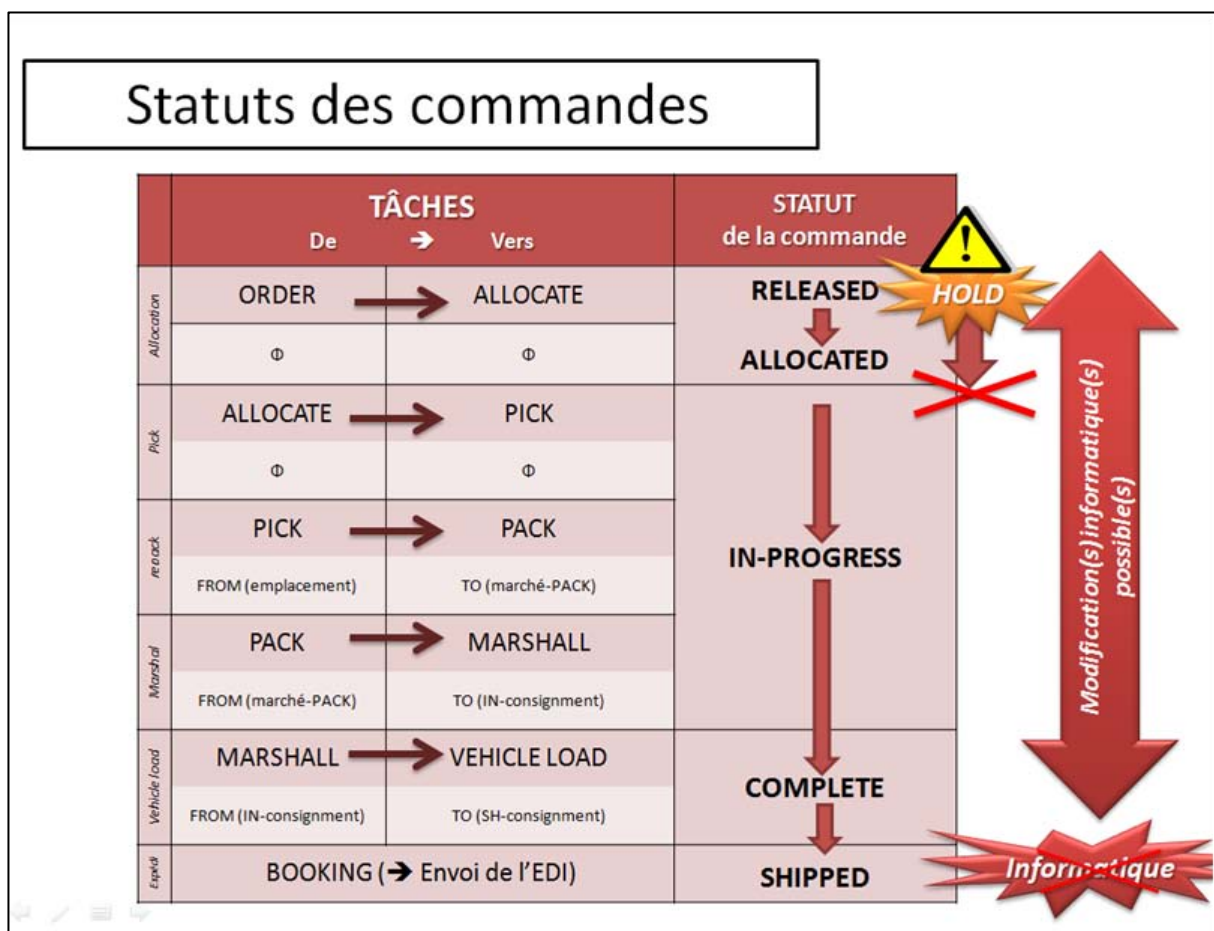 Statuts des commandes
TÂCHES
De ➔ Vers
STATUT
de la commande
Allocation
ORDER
ALLOCATE
RELEASED
HOLD
!
Φ
Φ
ALLOCATED
Pick
ALLOCATE
PICK
Φ
Φ
repack
PICK
PACK
IN-PROGRESS
FROM (emplacement)
TO (marché-PACK)
Marshal
PACK
MARSHALL
FROM (marché-PACK)
TO (IN-consignment)
Vehicle load
MARSHALL
VEHICLE LOAD
COMPLETE
FROM (IN-consignment)
TO (SH-consignment)
Expédi
BOOKING (➔ Envoi de l'EDI)
SHIPPED
Modification(s) informatique(s)
possible(s)
Informatique